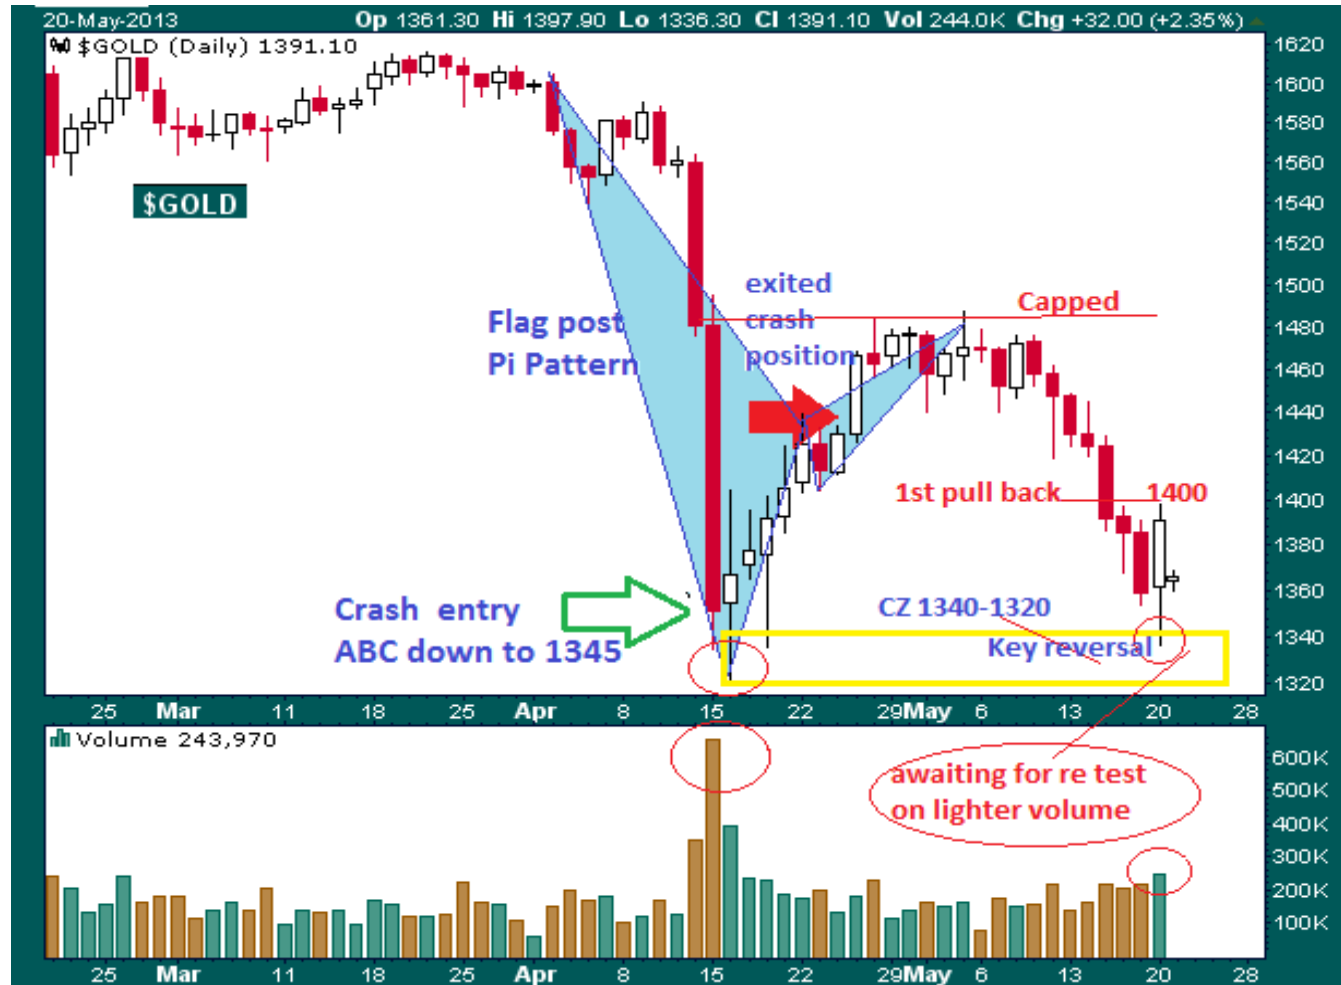 20-May-2013 Op 1361.30 Hi 1397.90 Lo 1336.30 Cl 1391.10 Vol 244.0K Chg +32.00 (+2.35%)
$GOLD (Daily) 1391.10
1620
1600
1580
1560
1540
1520
1500
1480
1460
1440
1420
1400
1380
1360
1340
1320
$GOLD
exited
crash
position
Capped
Flag post
Pi Pattern
1st pull back 1400
Crash entry
ABC down to 1345
CZ 1340-1320
Key reversal
25 Mar 11 18 25 Apr 8 15 22 29 May 6 13 20 28
Volume 243,970
600K
500K
400K
300K
200K
100K
awaiting for re test
on lighter volume
25 Mar 11 18 25 Apr 8 15 22 29 May 6 13 20 28